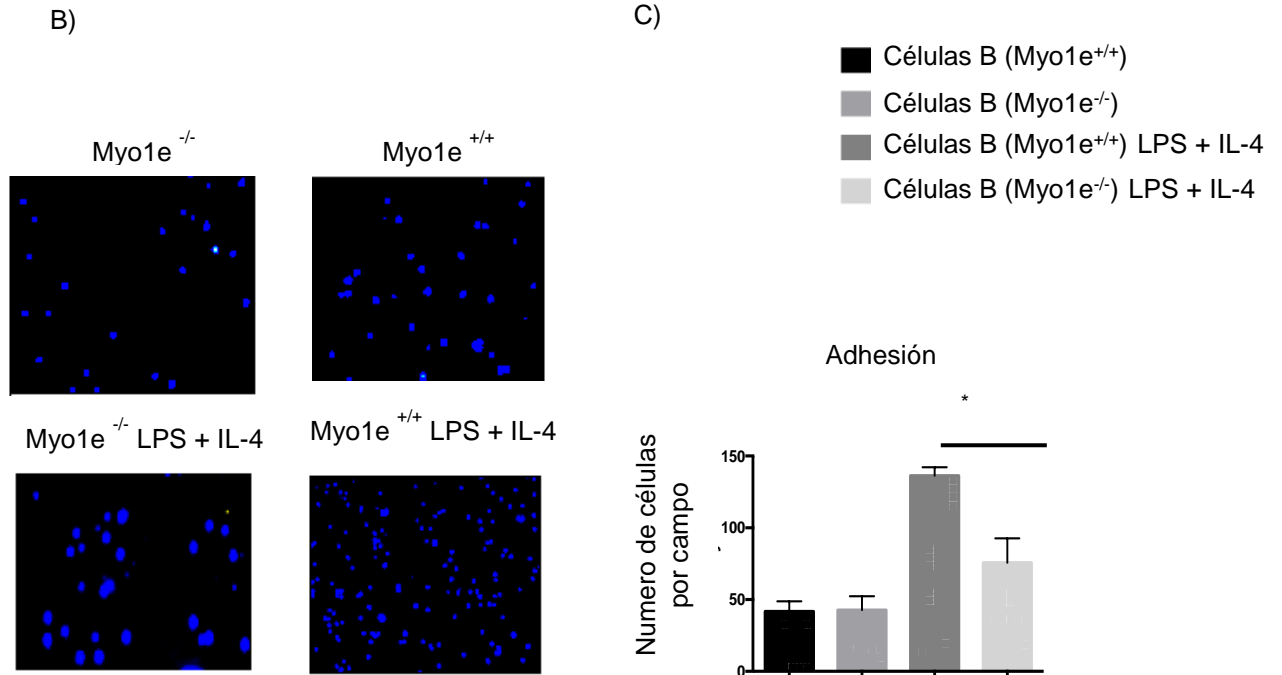 B)
Myo1e -/-
Myo1e +/+
Myo1e -/- LPS + IL-4
Myo1e +/+ LPS + IL-4
C)
Células B (Myo1e+/+)
Células B (Myo1e-/-)
Células B (Myo1e+/+) LPS + IL-4
Células B (Myo1e-/-) LPS + IL-4
Adhesión
*
Numero de células
por campo
150
100
50
0